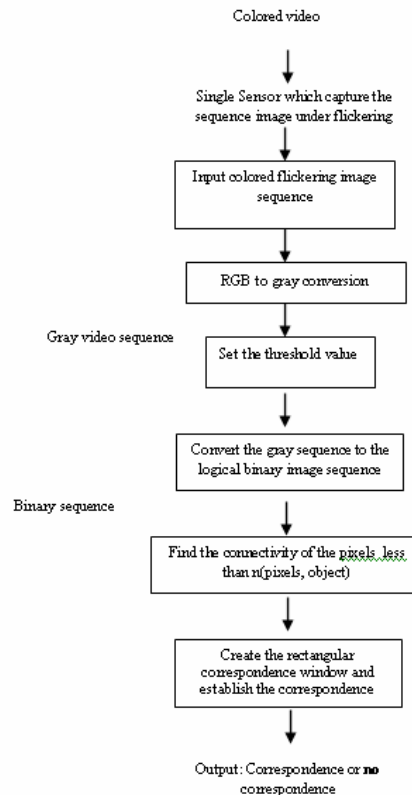 Colored video
Single Sensor which capture the
sequence image under flickering
Input colored flickering image
sequence
RGB to gray conversion
Gray video sequence
Set the threshold value
Convert the gray sequence to the
logical binary image sequence
Binary sequence
Find the connectivity of the pixels less
than n(pixels, object)
Create the rectangular
correspondence window and
establish the correspondence
Output: Correspondence or no
correspondence